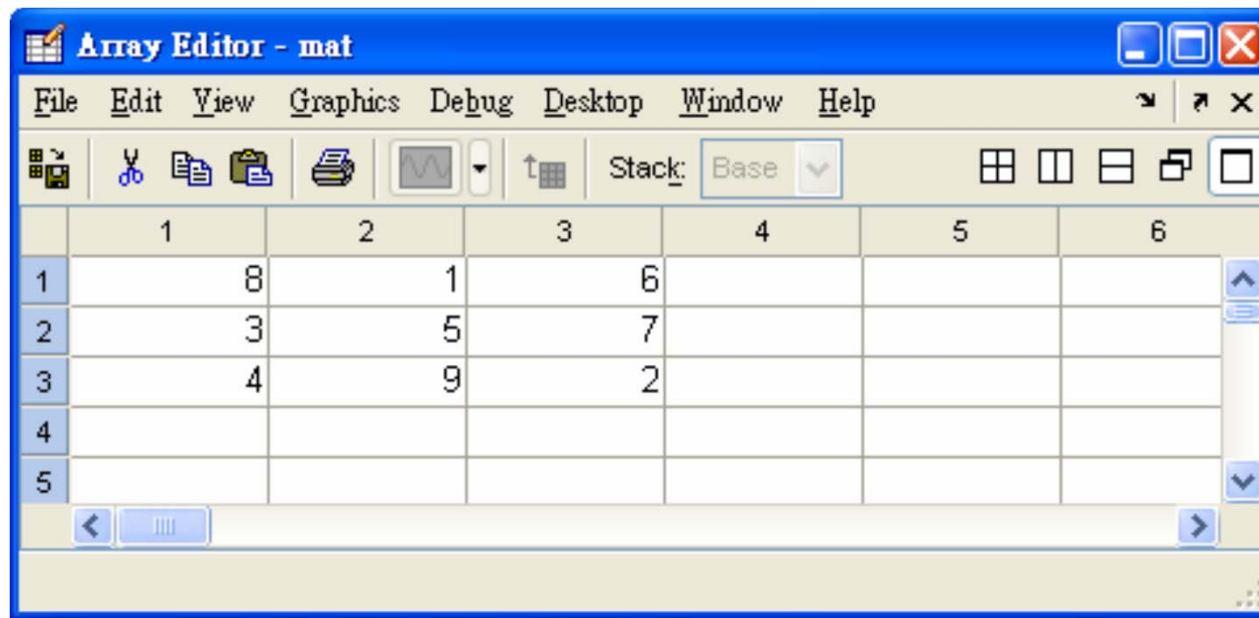 Array Editor - mat
File Edit View Graphics Debug Desktop Window Help
Stack: Base
1 2 3 4 5 6
1 8 1 6
2 3 5 7
3 4 9 2
4
5